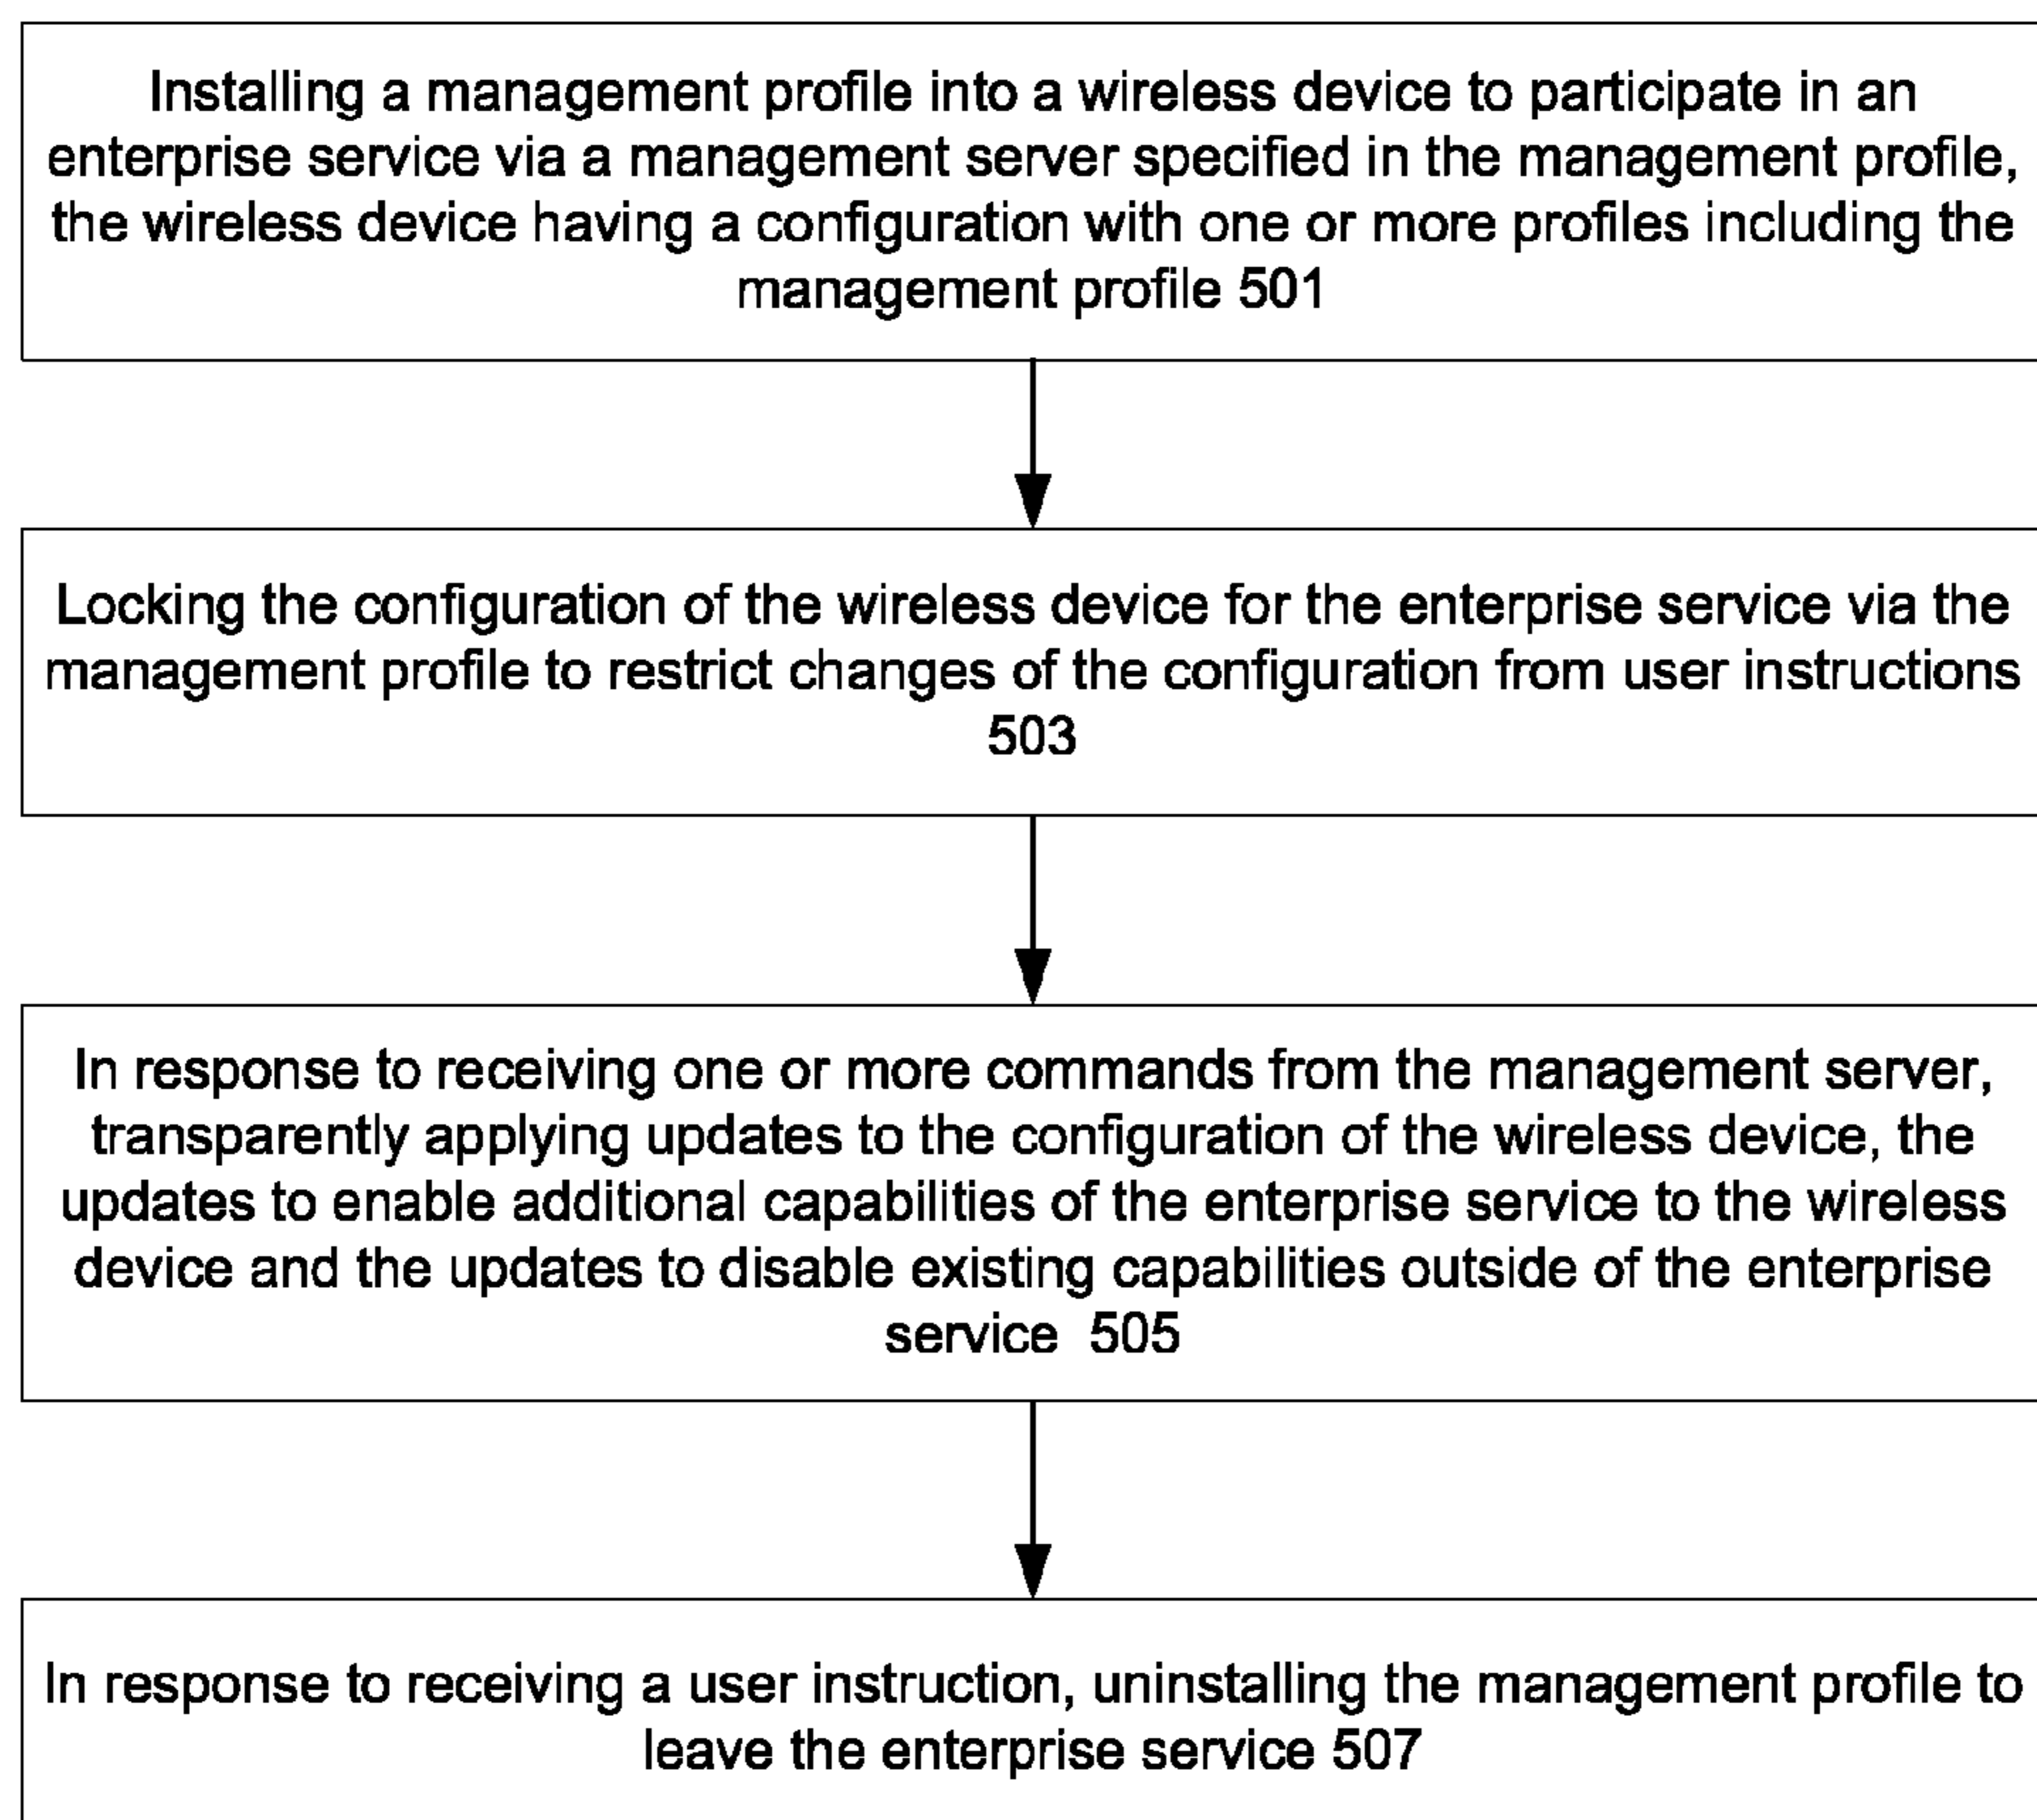 Installing a management profile into a wireless device to participate in an
enterprise service via a management server specified in the management profile,
the wireless device having a configuration with one or more profiles including the
management profile 501
Locking the configuration of the wireless device for the enterprise service via the
management profile to restrict changes of the configuration from user instructions
503
In response to receiving one or more commands from the management server,
transparently applying updates to the configuration of the wireless device, the
updates to enable additional capabilities of the enterprise service to the wireless
device and the updates to disable existing capabilities outside of the enterprise
service 505
In response to receiving a user instruction, uninstalling the management profile to
leave the enterprise service 507